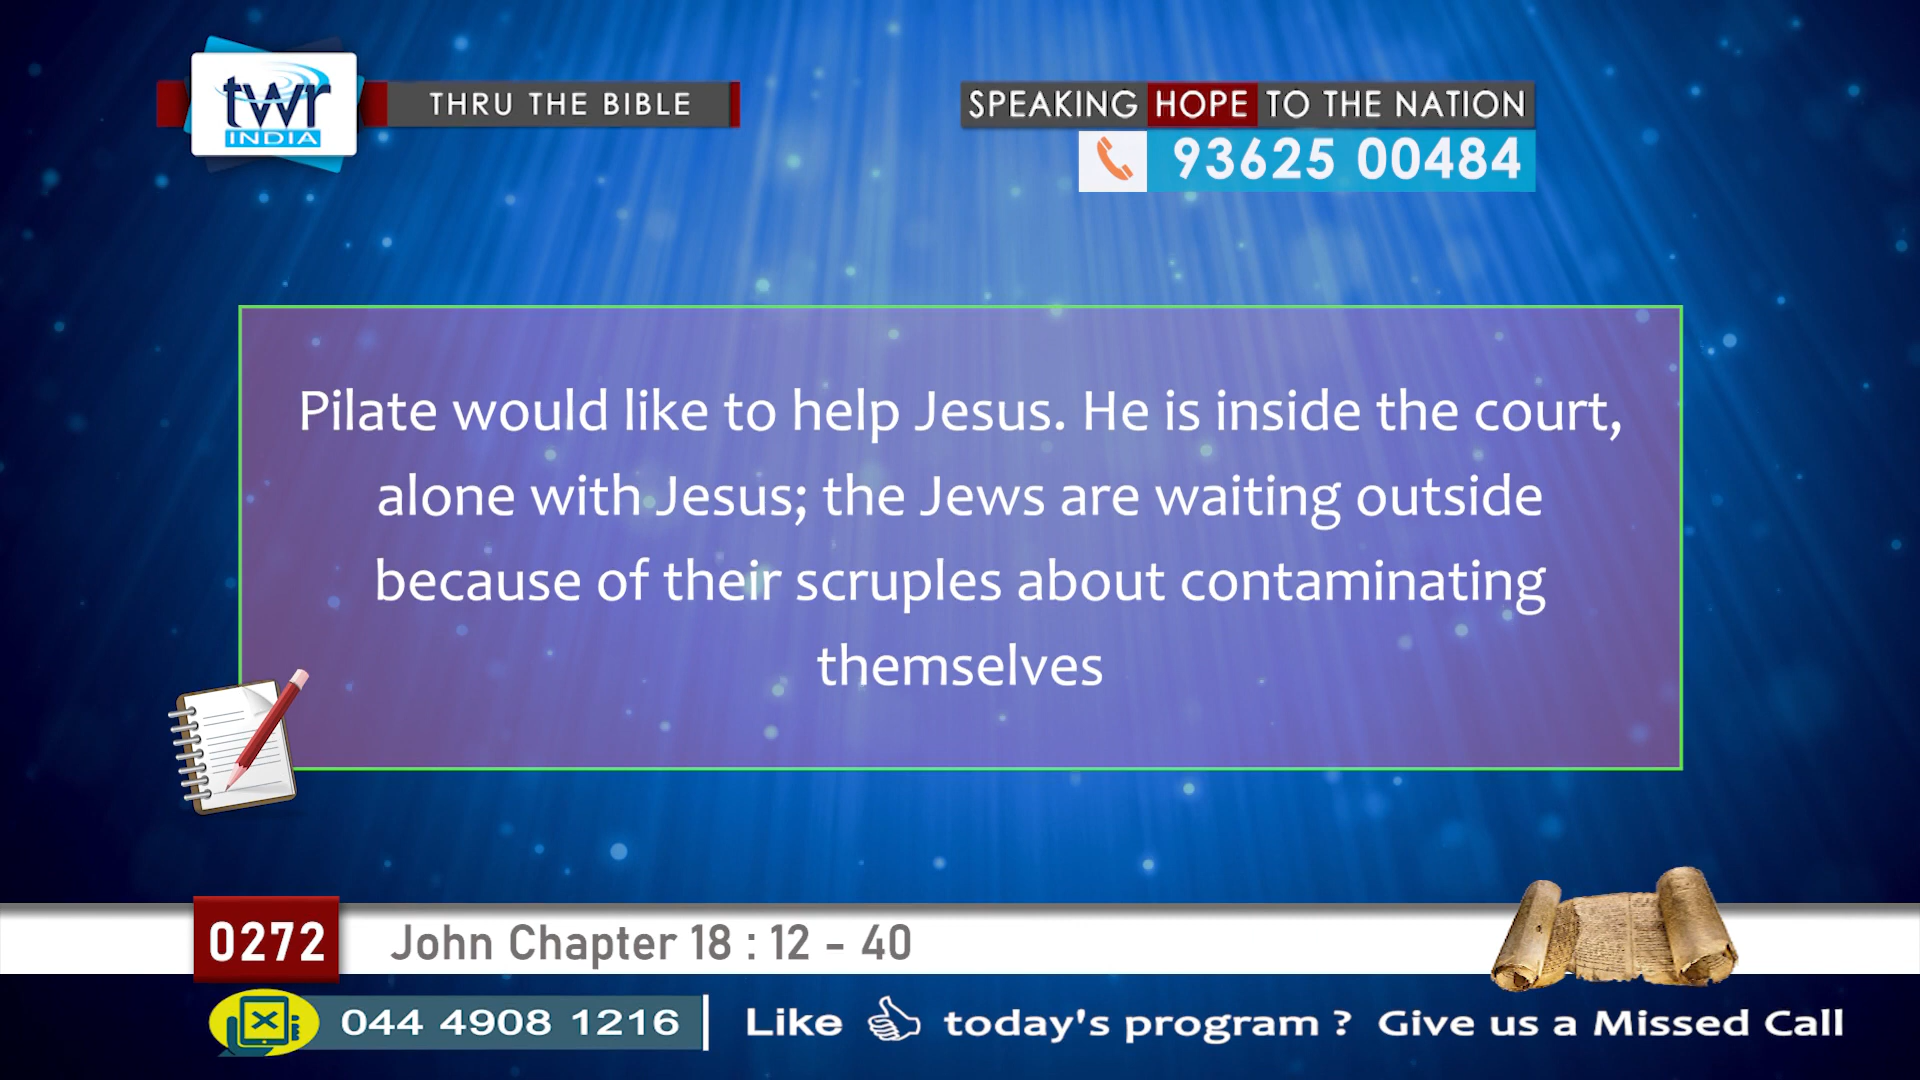 twr
INDIA
THRU THE BIBLE
SPEAKING HOPE TO THE NATION
93625 00484
Pilate would like to help Jesus. He is inside the court,
alone with Jesus; the Jews are waiting outside
because of their scruples about contaminating
themselves
0272
John Chapter 18 : 12 - 40
044 4908 1216
Like today's program ? Give us a Missed Call